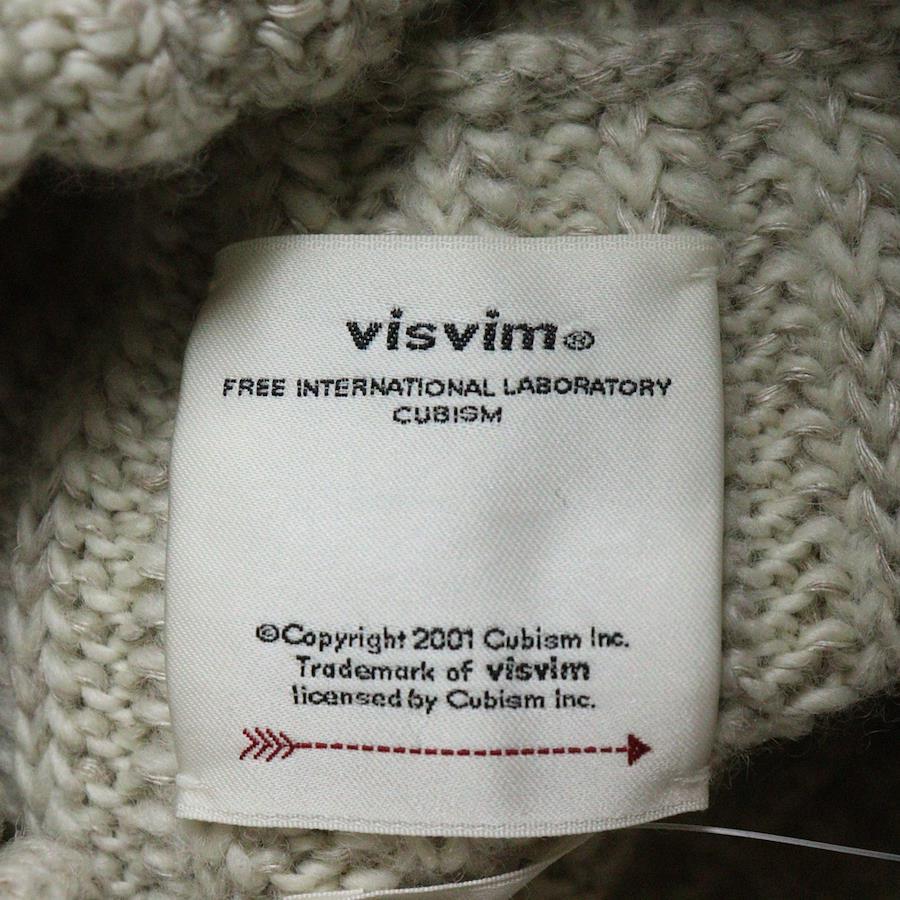 visvim®
FREE INTERNATIONAL LABORATORY
CUBISM
©Copyright 2001 Cubism Inc.
Trademark of visvim
licensed by Cubism Inc.